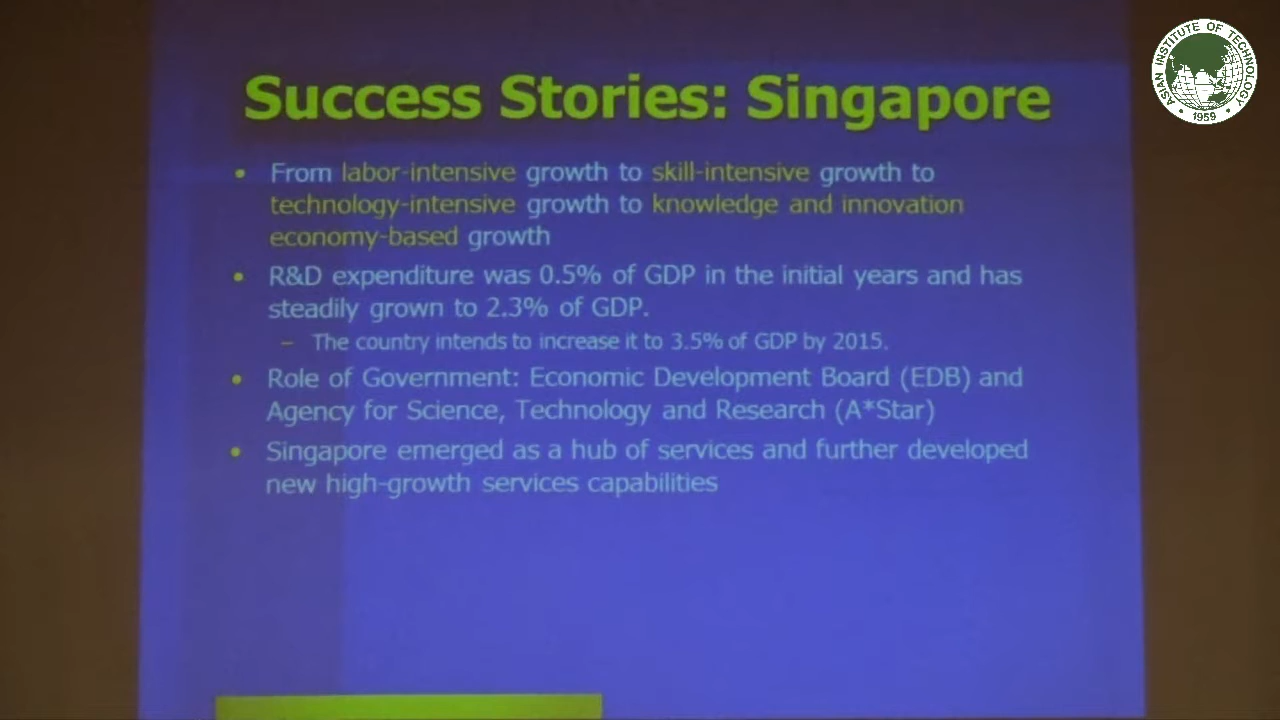 Success Stories: Singapore
• From labor-intensive growth to skill-intensive growth to
technology-intensive growth to knowledge and innovation
economy-based growth
• R&D expenditure was 0.5% of GDP in the initial years and has
steadily grown to 2.3% of GDP.
– The country intends to increase it to 3.5% of GDP by 2015.
• Role of Government: Economic Development Board (EDB) and
Agency for Science, Technology and Research (A*Star)
• Singapore emerged as a hub of services and further developed
new high-growth services capabilities
ASIAN INSTITUTE OF TECHNOLOGY
• 1959 •